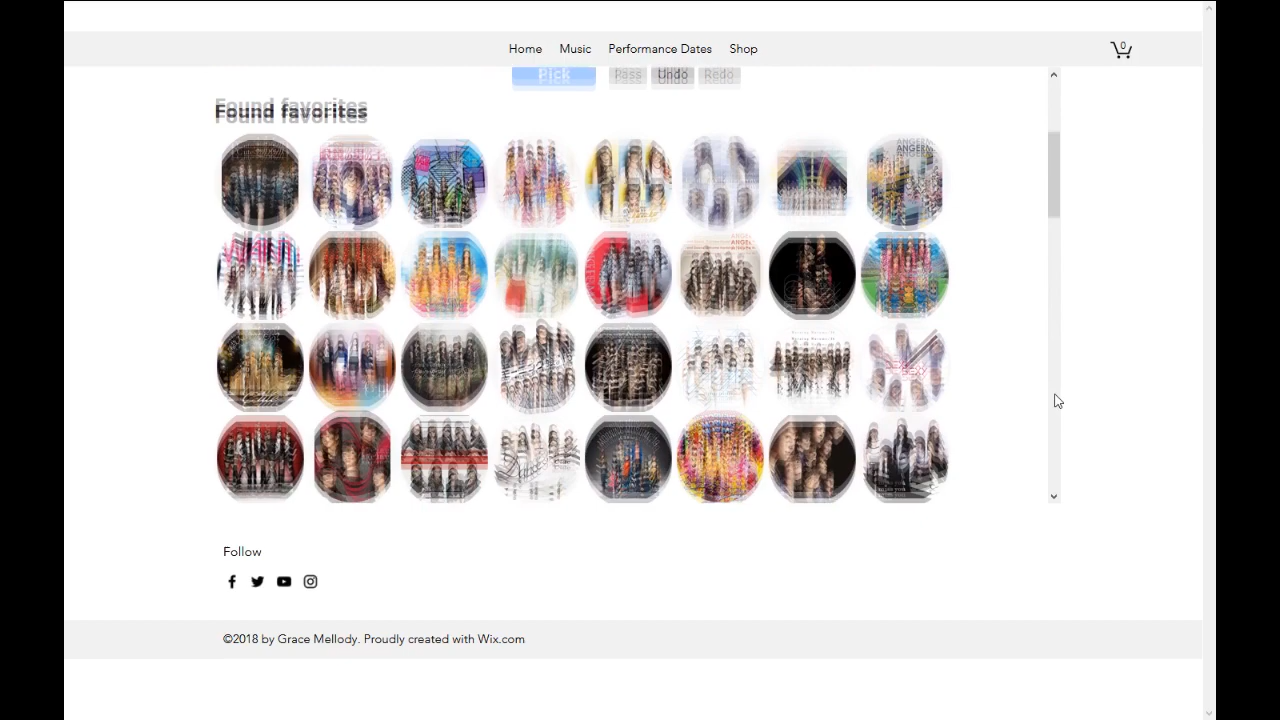 Home Music Performance Dates Shop
0
Pick Pass Undo Redo
Found favorites
ANGERM
Follow
©2018 by Grace Mellody. Proudly created with Wix.com